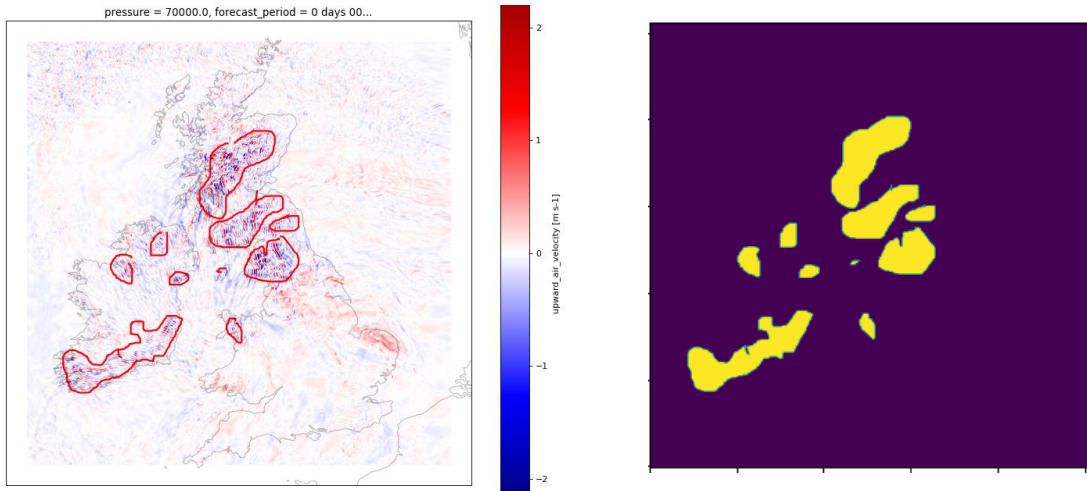 pressure = 70000.0, forecast_period = 0 days 00...
2
1
0
−1
−2
upward_air_velocity [m s-1]